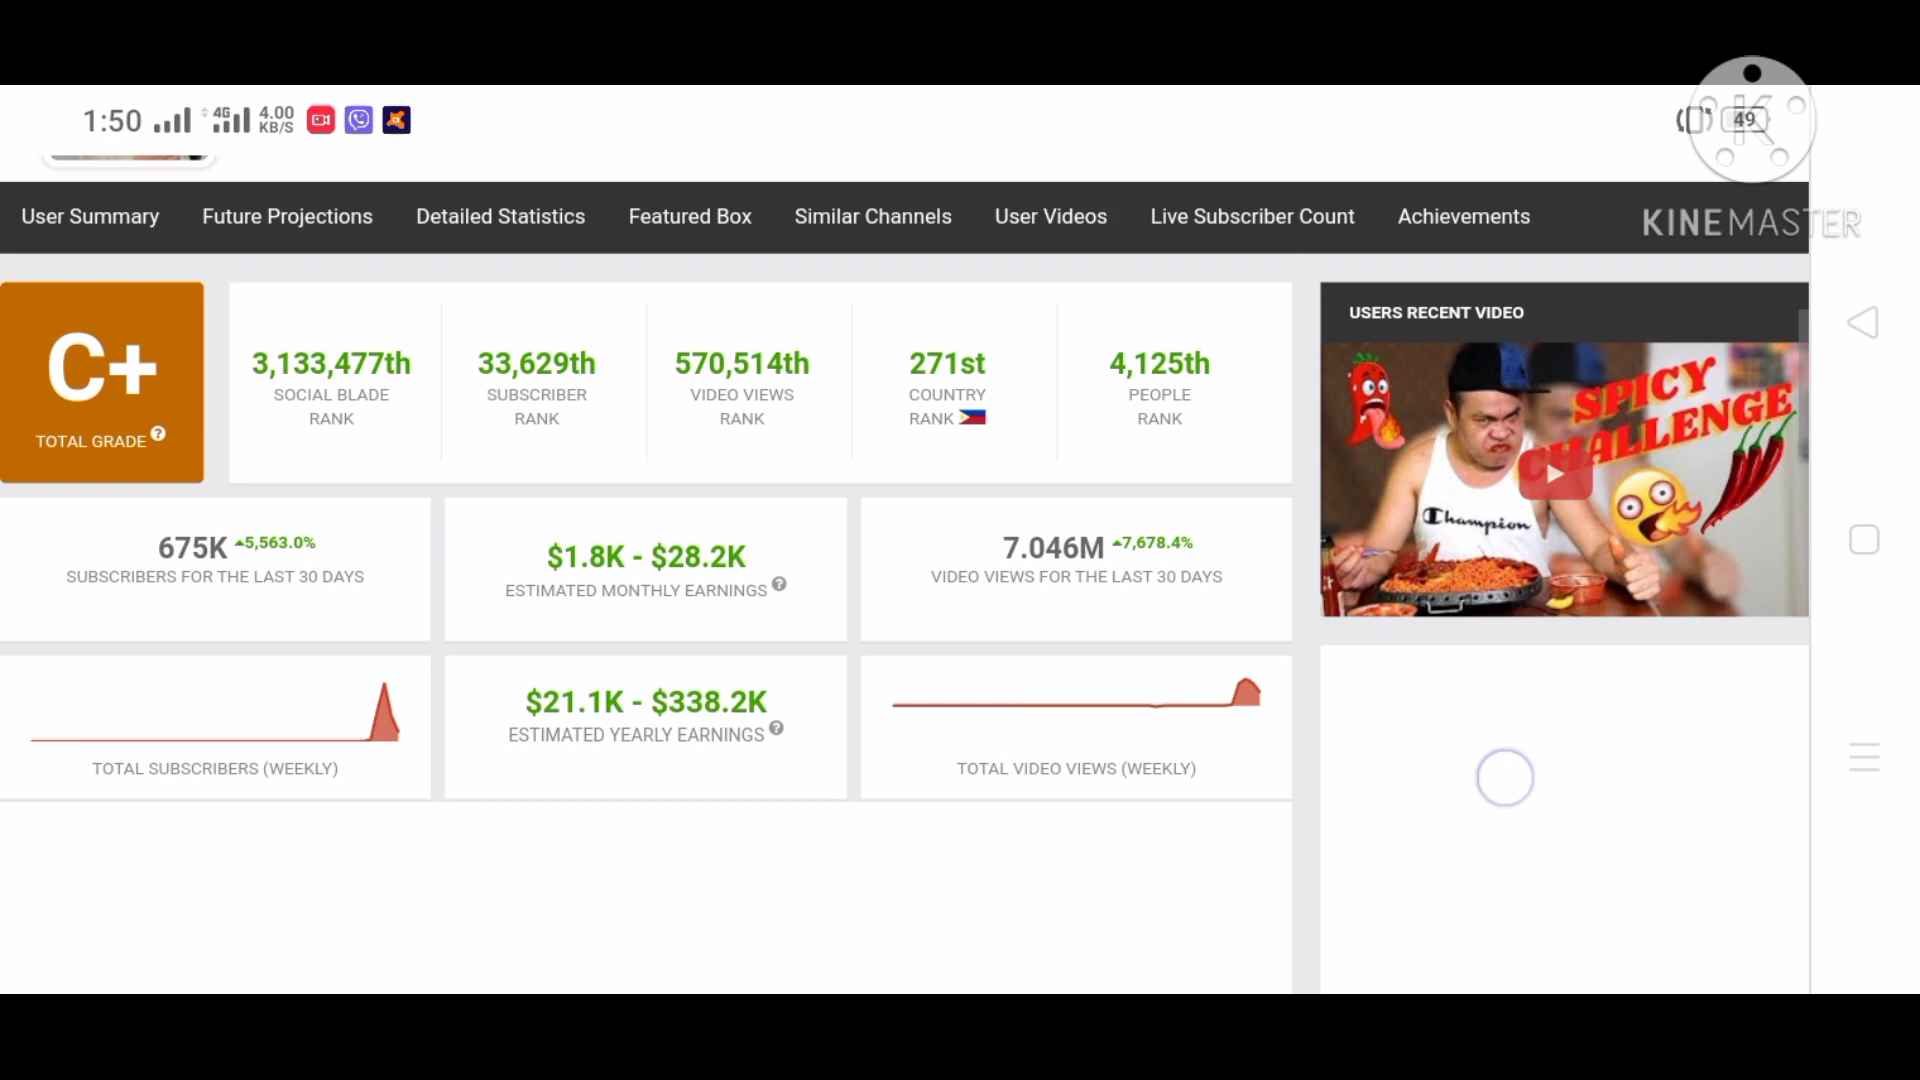 1:50 4G 4.00 KB/S 49
KINEMASTER
User Summary Future Projections Detailed Statistics Featured Box Similar Channels User Videos Live Subscriber Count Achievements
C+
TOTAL GRADE ?
3,133,477th
SOCIAL BLADE
RANK
33,629th
SUBSCRIBER
RANK
570,514th
VIDEO VIEWS
RANK
271st
COUNTRY
RANK
4,125th
PEOPLE
RANK
USERS RECENT VIDEO
SPICY
CHALLENGE
Champion
675K 5,563.0%
SUBSCRIBERS FOR THE LAST 30 DAYS
$1.8K - $28.2K
ESTIMATED MONTHLY EARNINGS ?
7.046M 7,678.4%
VIDEO VIEWS FOR THE LAST 30 DAYS
TOTAL SUBSCRIBERS (WEEKLY)
$21.1K - $338.2K
ESTIMATED YEARLY EARNINGS ?
TOTAL VIDEO VIEWS (WEEKLY)